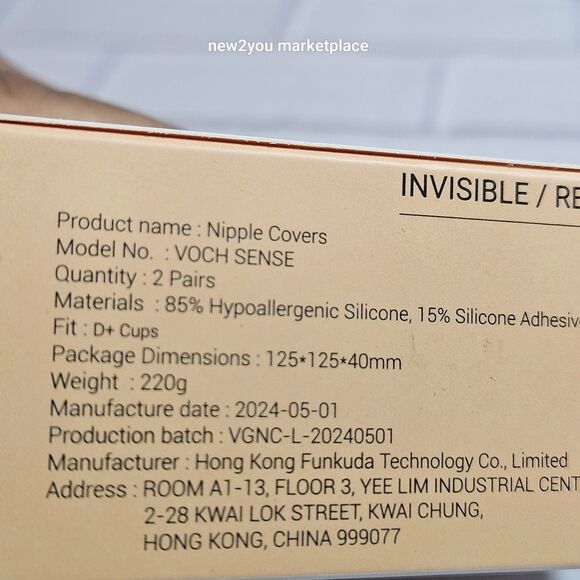 new2you marketplace
INVISIBLE / RE
Product name : Nipple Covers
Model No. : VOCH SENSE
Quantity : 2 Pairs
Materials : 85% Hypoallergenic Silicone, 15% Silicone Adhesive
Fit : D+ Cups
Package Dimensions : 125*125*40mm
Weight : 220g
Manufacture date : 2024-05-01
Production batch : VGNC-L-20240501
Manufacturer : Hong Kong Funkuda Technology Co., Limited
Address : ROOM A1-13, FLOOR 3, YEE LIM INDUSTRIAL CENT
2-28 KWAI LOK STREET, KWAI CHUNG,
HONG KONG, CHINA 999077